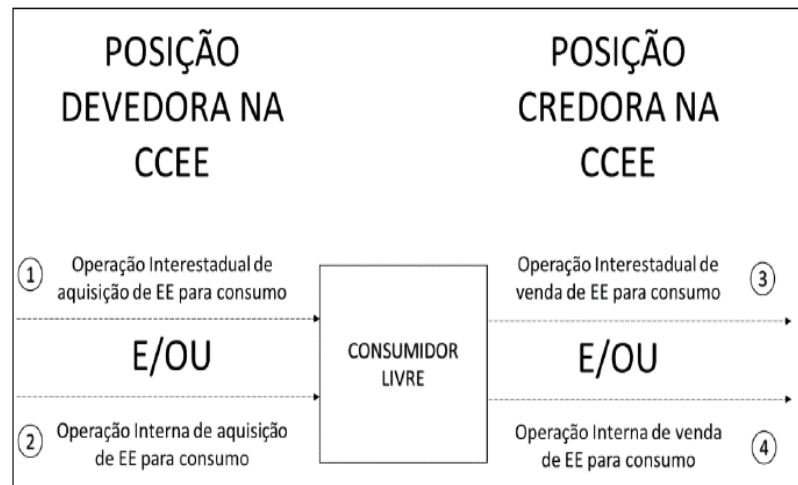 POSIÇÃO
DEVEDORA NA
CCEE
POSIÇÃO
CREDORA NA
CCEE
1
Operação Interestadual de
aquisição de EE para consumo
E/OU
2
Operação Interna de aquisição
de EE para consumo
CONSUMIDOR
LIVRE
Operação Interestadual de
venda de EE para consumo
3
E/OU
Operação Interna de venda
de EE para consumo
4